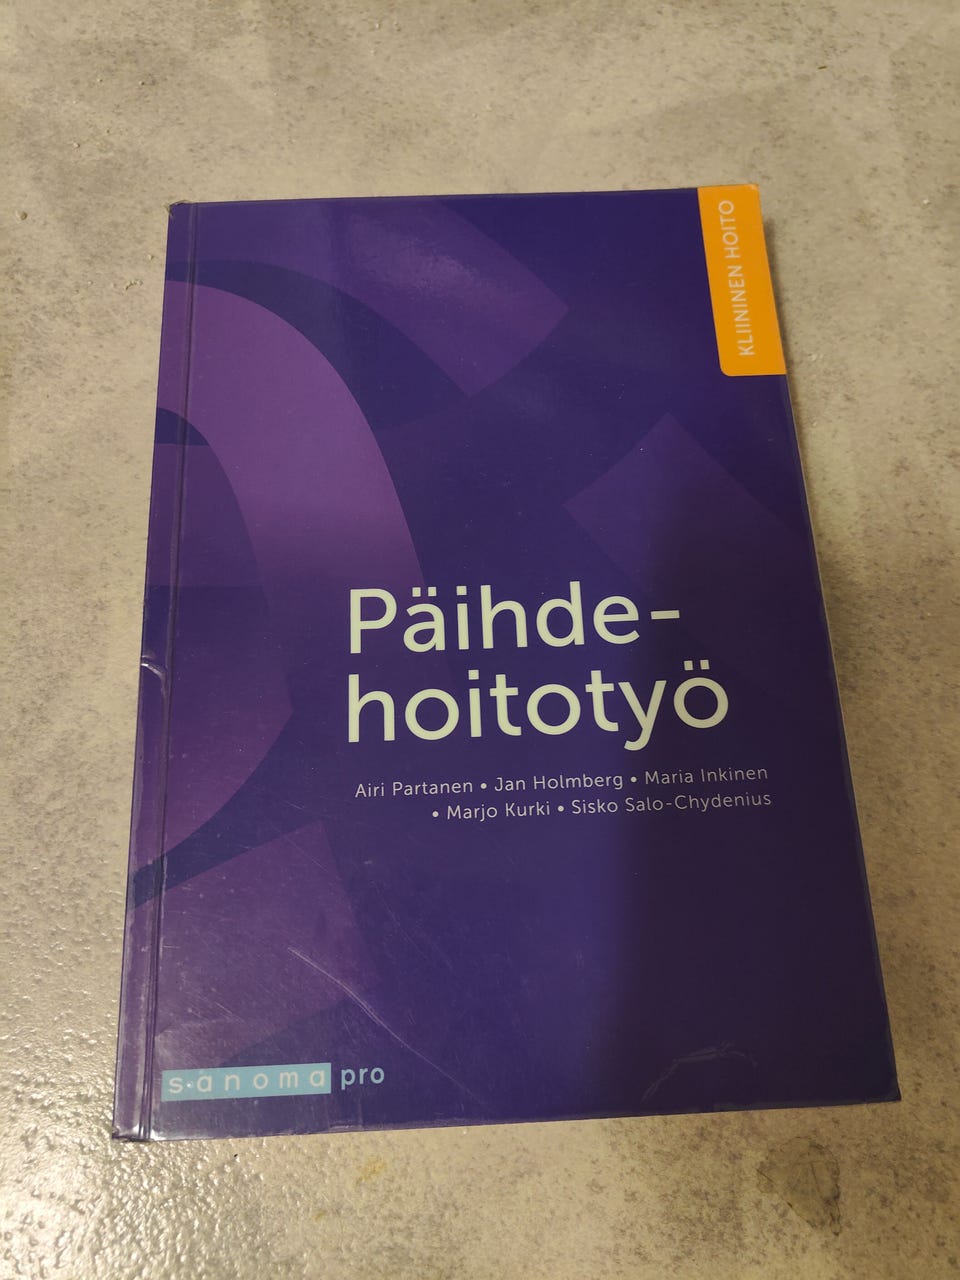 KLIININEN HOITO
Päihde-
hoitotyö
Airi Partanen • Jan Holmberg • Maria Inkinen
• Marjo Kurki • Sisko Salo-Chydenius
sanoma pro